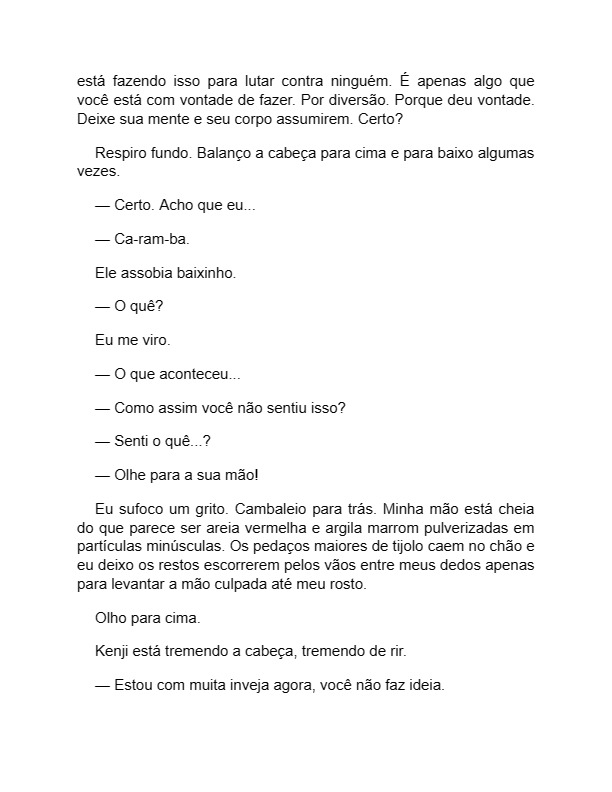 está fazendo isso para lutar contra ninguém. É apenas algo que
você está com vontade de fazer. Por diversão. Porque deu vontade.
Deixe sua mente e seu corpo assumirem. Certo?
Respiro fundo. Balanço a cabeça para cima e para baixo algumas
vezes.
— Certo. Acho que eu...
— Ca-ram-ba.
Ele assobia baixinho.
— O quê?
Eu me viro.
— O que aconteceu...
— Como assim você não sentiu isso?
— Senti o quê...?
— Olhe para a sua mão!
Eu sufoco um grito. Cambaleio para trás. Minha mão está cheia
do que parece ser areia vermelha e argila marrom pulverizadas em
partículas minúsculas. Os pedaços maiores de tijolo caem no chão e
eu deixo os restos escorrerem pelos vãos entre meus dedos apenas
para levantar a mão culpada até meu rosto.
Olho para cima.
Kenji está tremendo a cabeça, tremendo de rir.
— Estou com muita inveja agora, você não faz ideia.